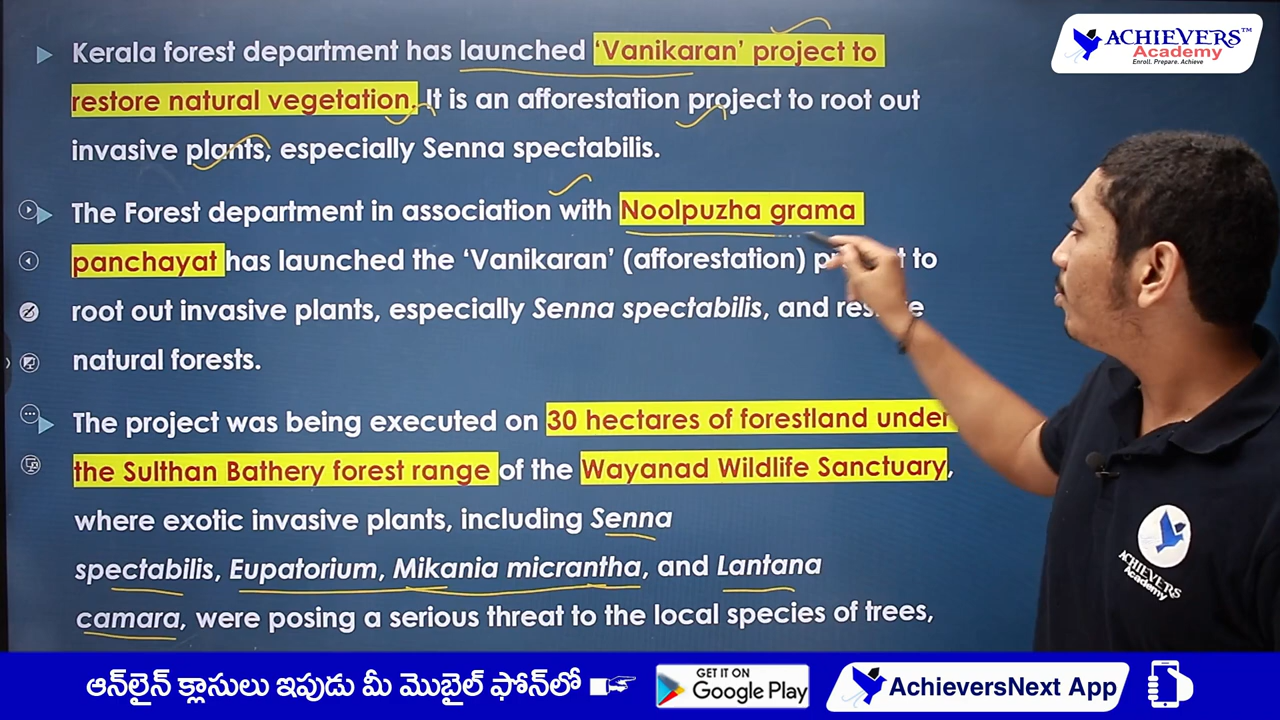 Kerala forest department has launched ‘Vanikaran’ project to
restore natural vegetation. It is an afforestation project to root out
invasive plants, especially Senna spectabilis.
The Forest department in association with Noolpuzha grama
panchayat has launched the ‘Vanikaran’ (afforestation) to
root out invasive plants, especially Senna spectabilis, and
natural forests.
The project was being executed on 30 hectares of forestland under
the Sulthan Bathery forest range of the Wayanad Wildlife Sanctuary,
where exotic invasive plants, including Senna
spectabilis, Eupatorium, Mikania micrantha, and Lantana
camara, were posing a serious threat to the local species of trees,
ACHIEVERS™
Academy
Enroll. Prepare. Achieve
ACHIEVERS
Academy
ఆన్‌లైన్ క్లాసులు ఇపుడు మీ మొబైల్ ఫోన్‌లో
GET IT ON
Google Play
AchieversNext App